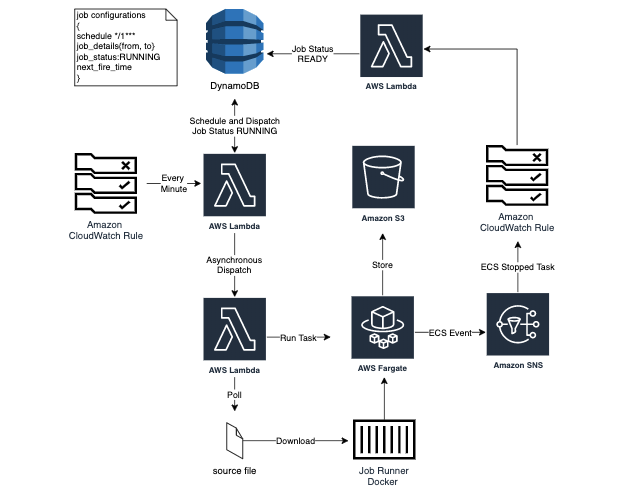 job configurations
{
schedule */1***
job_details{from, to}
job_status:RUNNING
next_fire_time
}
DynamoDB
Job Status
READY
AWS Lambda
Schedule and Dispatch
Job Status RUNNING
Amazon
CloudWatch Rule
Every
Minute
AWS Lambda
Amazon S3
Amazon
CloudWatch Rule
Asynchronous
Dispatch
Store
ECS Stopped Task
AWS Lambda
Run Task
AWS Fargate
ECS Event
Amazon SNS
Poll
source file
Download
Job Runner
Docker